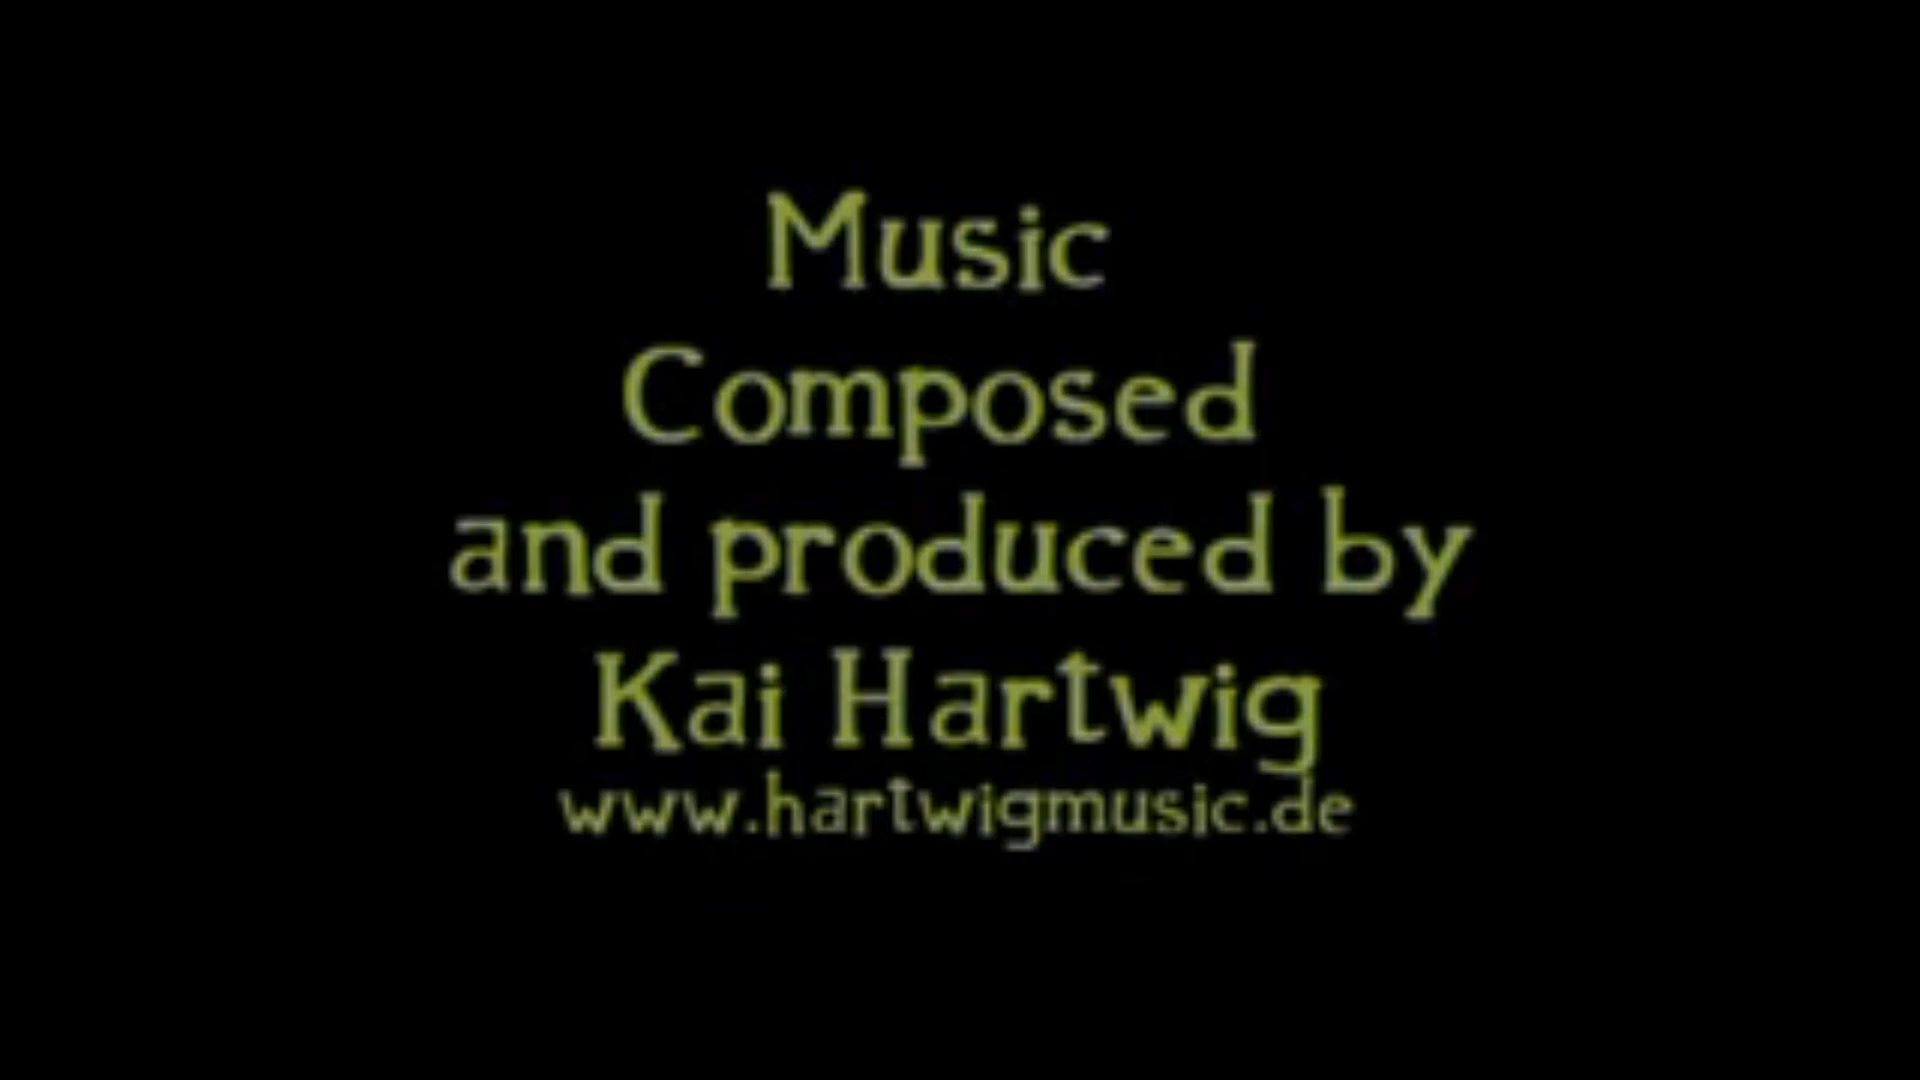 Music
Composed
and produced by
Kai Hartwig
www.hartwigmusic.de